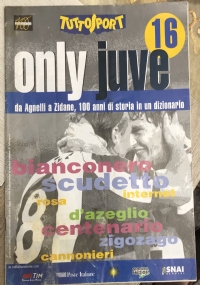 TUTTOSPORT
only juve 16
da Agnelli a Zidane, 100 anni di storia in un dizionario
bianconero
scudetto
rosa internet
d'azeglio
centenario
zigozago
cannonieri
TIM
SNAI